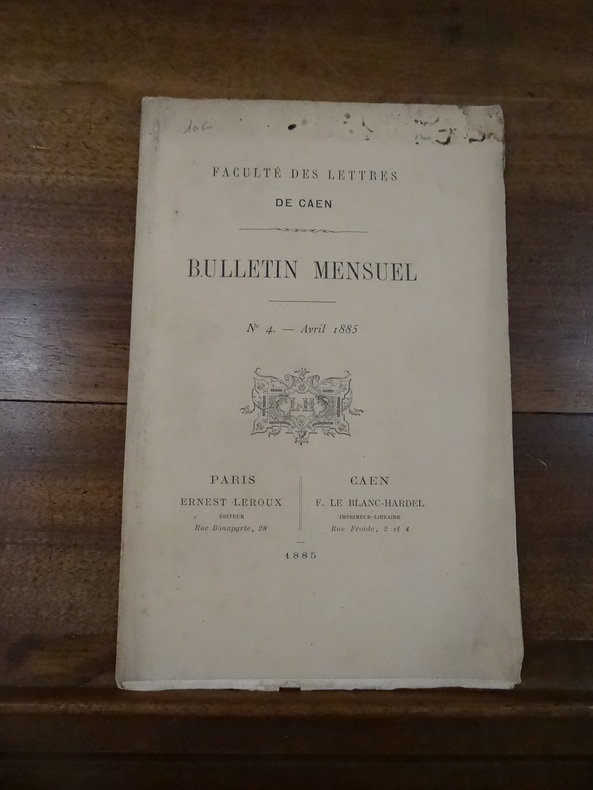 10€
FACULTÉ DES LETTRES
DE CAEN
BULLETIN MENSUEL
N° 4. — Avril 1885
L-H
PARIS
ERNEST LEROUX
ÉDITEUR
Rue Bonaparte, 28
CAEN
F. LE BLANC-HARDEL
IMPRIMEUR-LIBRAIRE
Rue Froide, 2 et 4
1885